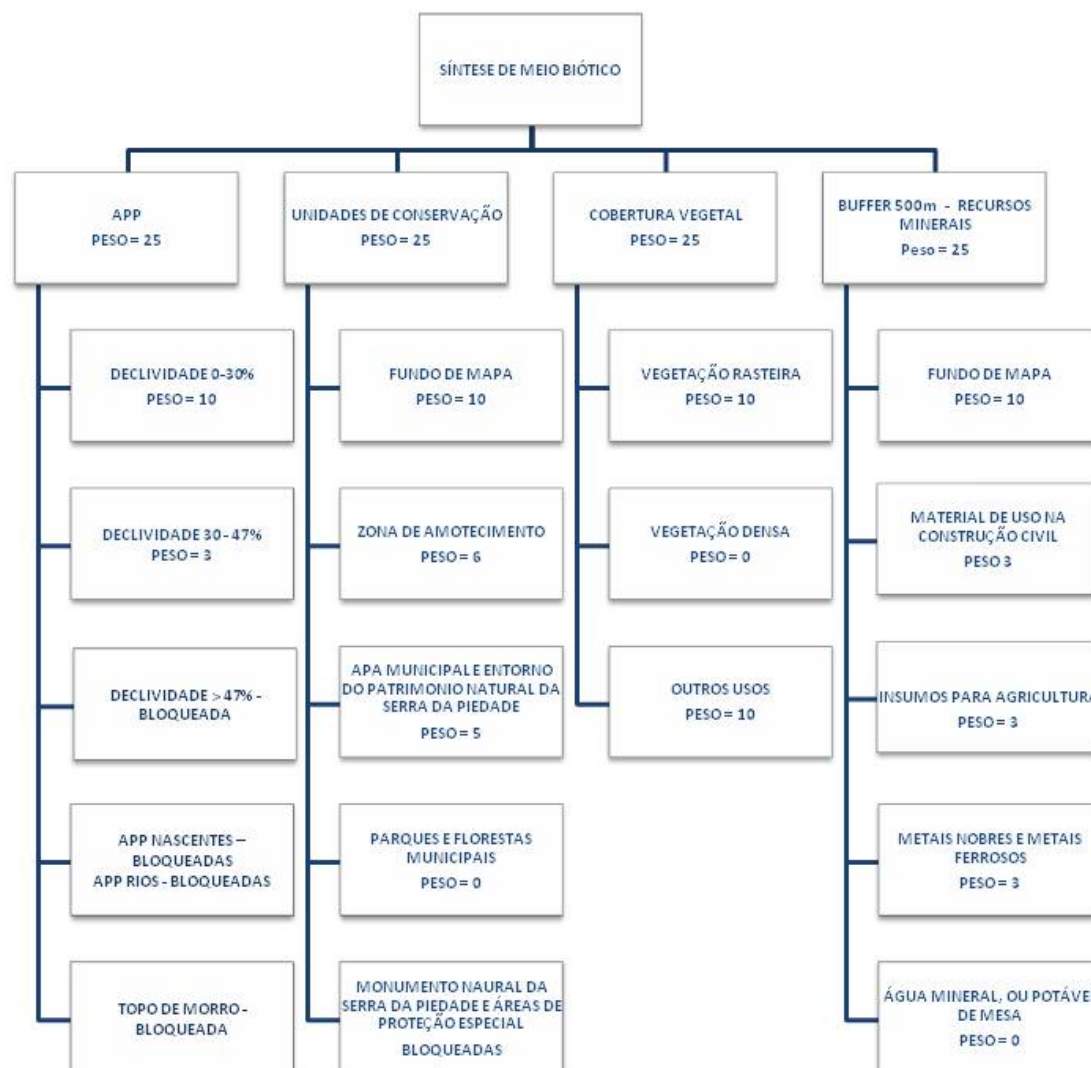 SÍNTESE DE MEIO BIÓTICO
APP
PESO = 25
DECLIVIDADE 0-30%
PESO = 10
DECLIVIDADE 30 - 47%
PESO = 3
DECLIVIDADE > 47% -
BLOQUEADA
APP NASCENTES –
BLOQUEADAS
APP RIOS - BLOQUEADAS
TOPO DE MORRO -
BLOQUEADA
UNIDADES DE CONSERVAÇÃO
PESO = 25
FUNDO DE MAPA
PESO = 10
ZONA DE AMOTECIMENTO
PESO = 6
APA MUNICIPAL E ENTORNO
DO PATRIMONIO NATURAL DA
SERRA DA PIEDADE
PESO = 5
PARQUES E FLORESTAS
MUNICIPAIS
PESO = 0
MONUMENTO NAURAL DA
SERRA DA PIEDADE E ÁREAS DE
PROTEÇÃO ESPECIAL
BLOQUEADAS
COBERTURA VEGETAL
PESO = 25
VEGETAÇÃO RASTEIRA
PESO = 10
VEGETAÇÃO DENSA
PESO = 0
OUTROS USOS
PESO = 10
BUFFER 500m - RECURSOS
MINERAIS
Peso = 25
FUNDO DE MAPA
PESO = 10
MATERIAL DE USO NA
CONSTRUÇÃO CIVIL
PESO 3
INSUMOS PARA AGRICULTURA
PESO = 3
METAIS NOBRES E METAIS
FERROSOS
PESO = 3
ÁGUA MINERAL, OU POTÁVE
DE MESA
PESO = 0